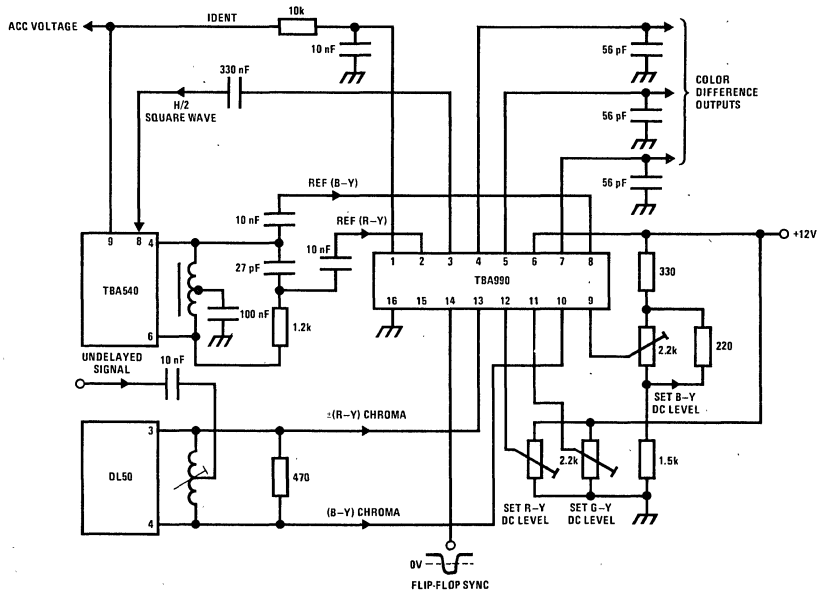 ACC VOLTAGE
IDENT
10k
10 nF
56 pF
330 nF
H/2
SQUARE WAVE
COLOR
DIFFERENCE
OUTPUTS
56 pF
56 pF
REF (B–Y)
10 nF
REF (R–Y)
10 nF
9 8 4
+12V
27 pF
1 2 3 4 5 6 7 8
TBA990
16 15 14 13 12 11 10 9
TBA540
330
100 nF
1.2k
6
2.2k
220
UNDELAYED
SIGNAL
10 nF
SET B–Y
DC LEVEL
3
±(R–Y) CHROMA
DL50
470
2.2k
1.5k
4
(B–Y) CHROMA
SET R–Y
DC LEVEL
SET G–Y
DC LEVEL
0V
FLIP-FLOP SYNC